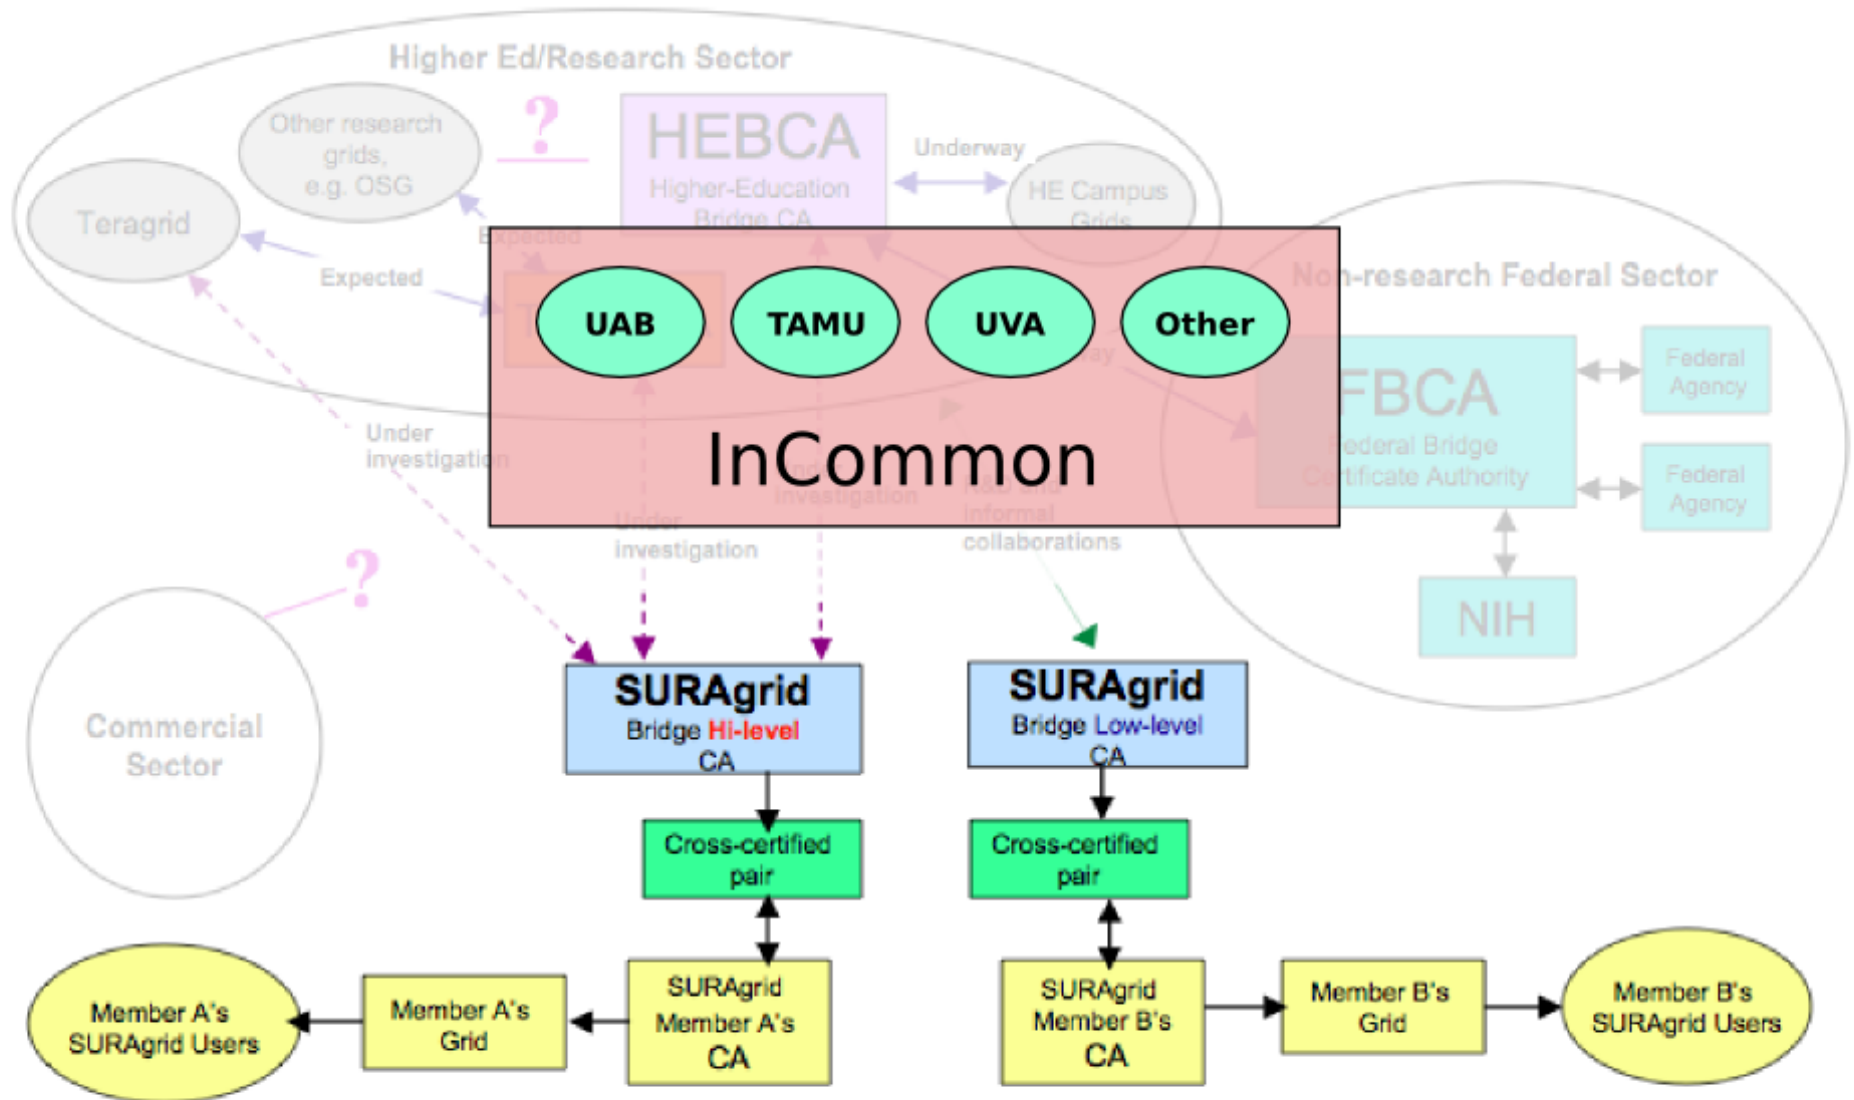 Higher Ed/Research Sector
Other research
grids,
e.g. OSG
?
HEBCA
Higher-Education
Bridge CA
Underway
HE Campus
Grids
Teragrid
Expected
Expected
Non-research Federal Sector
UAB
TAMU
UVA
Other
InCommon
FBCA
Federal Bridge
Certificate Authority
Federal
Agency
Federal
Agency
NIH
Under
investigation
Under
investigation
Under
investigation
R&D and
informal
collaborations
?
Commercial
Sector
SURAgrid
Bridge Hi-level
CA
SURAgrid
Bridge Low-level
CA
Cross-certified
pair
Cross-certified
pair
Member A's
SURAgrid Users
Member A's
Grid
SURAgrid
Member A's
CA
SURAgrid
Member B's
CA
Member B's
Grid
Member B's
SURAgrid Users